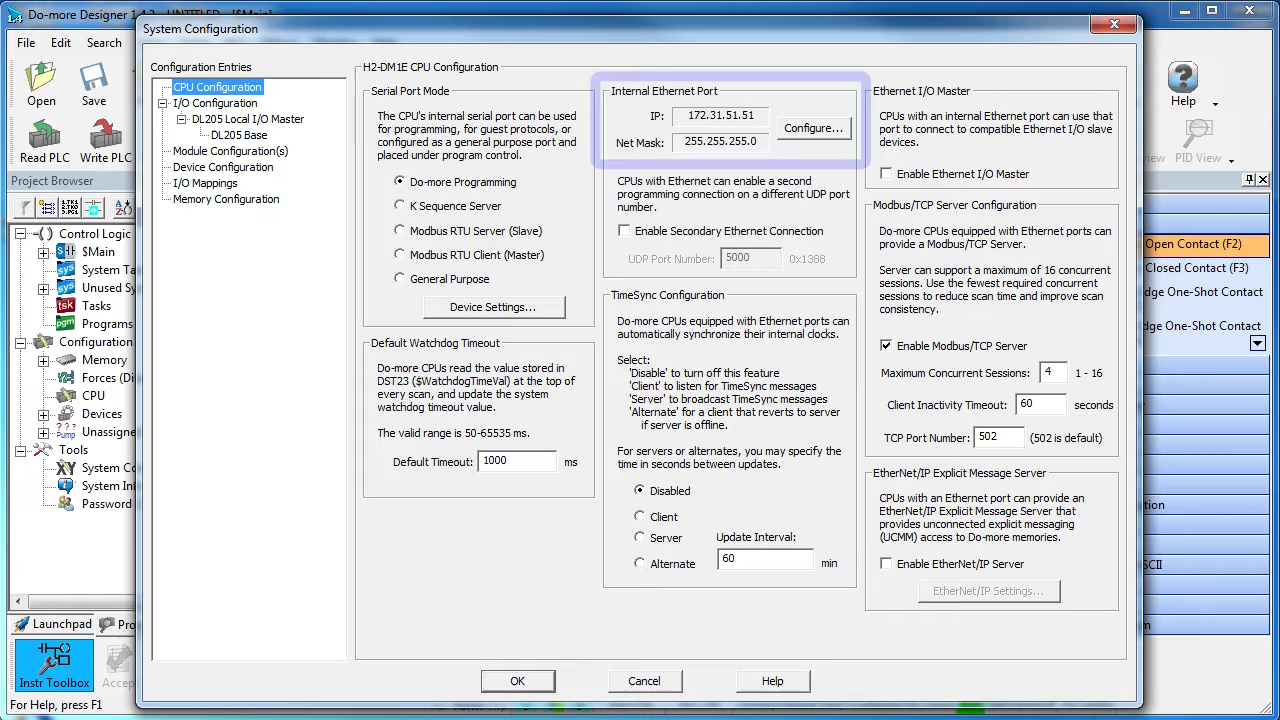 Do-more Designer 1.4.2 - UNTITLED - [$Main]
System Configuration
File Edit Search
Open
Save
Read PLC
Write PLC
Help
PID View
Project Browser
Control Logic
$Main
System Ta
Unused Sy
Tasks
Programs
Configuration
Memory
Forces (Di
CPU
Devices
Unassigne
Tools
System Co
System Inf
Password
Launchpad
Pro
Instr Toolbox
Accep
For Help, press F1
Configuration Entries
CPU Configuration
I/O Configuration
DL205 Local I/O Master
DL205 Base
Module Configuration(s)
Device Configuration
I/O Mappings
Memory Configuration
H2-DM1E CPU Configuration
Serial Port Mode
The CPU's internal serial port can be used
for programming, for guest protocols, or
configured as a general purpose port and
placed under program control.
Do-more Programming
K Sequence Server
Modbus RTU Server (Slave)
Modbus RTU Client (Master)
General Purpose
Device Settings...
Default Watchdog Timeout
Do-more CPUs read the value stored in
DST23 ($WatchdogTimeVal) at the top of
every scan, and update the system
watchdog timeout value.
The valid range is 50-65535 ms.
Default Timeout: 1000 ms
Internal Ethernet Port
IP: 172.31.51.51
Net Mask: 255.255.255.0
Configure...
CPUs with Ethernet can enable a second
programming connection on a different UDP port
number.
Enable Secondary Ethernet Connection
UDP Port Number: 5000 0x1388
TimeSync Configuration
Do-more CPUs equipped with Ethernet ports can
automatically synchronize their internal clocks.
Select:
'Disable' to turn off this feature
'Client' to listen for TimeSync messages
'Server' to broadcast TimeSync messages
'Alternate' for a client that reverts to server
if server is offline.
For servers or alternates, you may specify the
time in seconds between updates.
Disabled
Client
Server
Alternate
Update Interval:
60 min
Ethernet I/O Master
CPUs with an internal Ethernet port can use that
port to connect to compatible Ethernet I/O slave
devices.
Enable Ethernet I/O Master
Modbus/TCP Server Configuration
Do-more CPUs equipped with Ethernet ports can
provide a Modbus/TCP Server.
Server can support a maximum of 16 concurrent
sessions. Use the fewest required concurrent
sessions to reduce scan time and improve scan
consistency.
Enable Modbus/TCP Server
Maximum Concurrent Sessions: 4 1 - 16
Client Inactivity Timeout: 60 seconds
TCP Port Number: 502 (502 is default)
EtherNet/IP Explicit Message Server
CPUs with an Ethernet port can provide an
EtherNet/IP Explicit Message Server that
provides unconnected explicit messaging
(UCMM) access to Do-more memories.
Enable EtherNet/IP Server
EtherNet/IP Settings...
OK
Cancel
Help
Open Contact (F2)
Closed Contact (F3)
dge One-Shot Contact
dge One-Shot Contact